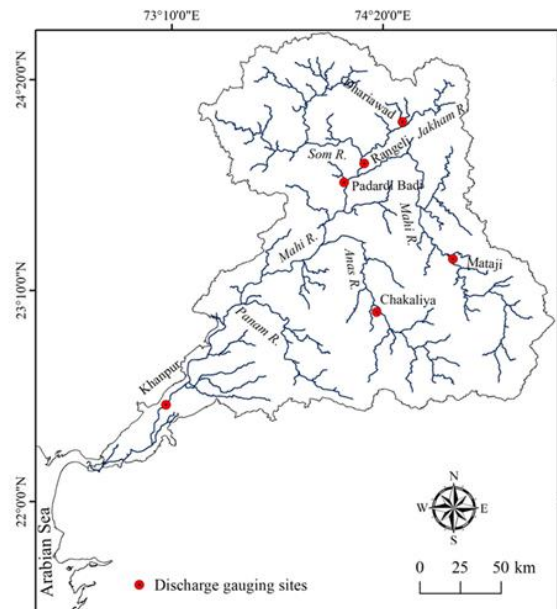 73°10'0"E
74°20'0"E
24°20'0"N
23°10'0"N
22°0'0"N
Dhariawad
Jakham R.
Rangeli
Som R.
Padardi Badi
Mahi R.
Mahi R.
Mataji
Anas R.
Chakaliya
Panam R.
Khanpur
Arabian Sea
N
W
E
S
0 25 50 km
Discharge gauging sites